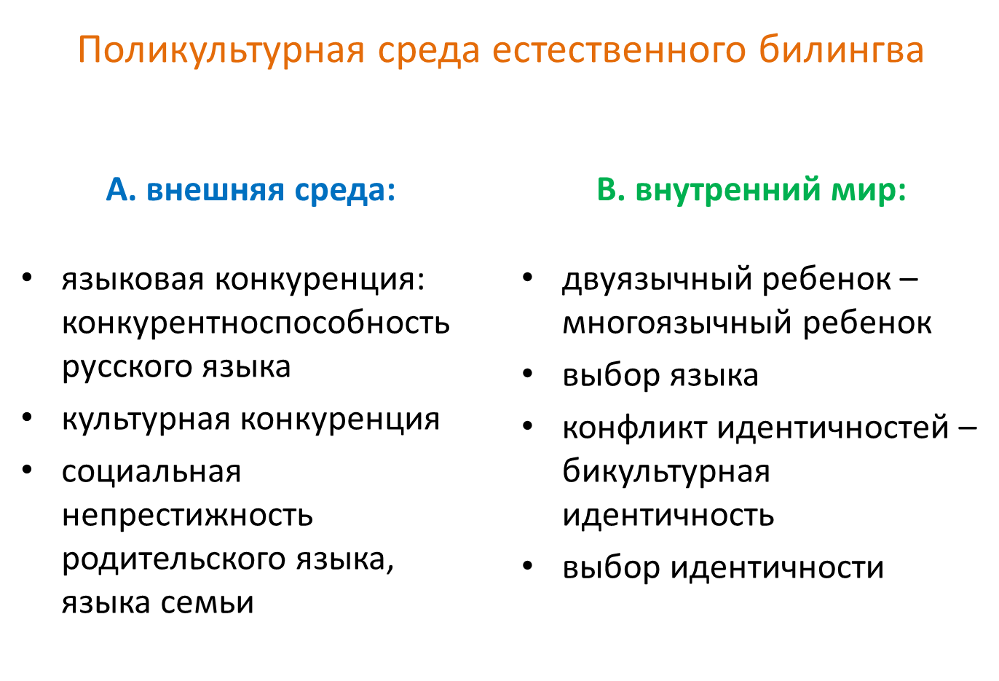 Поликультурная среда естественного билингва
А. внешняя среда:
• языковая конкуренция:
конкурентноспособность
русского языка
• культурная конкуренция
• социальная
непрестижность
родительского языка,
языка семьи
В. внутренний мир:
• двуязычный ребенок –
многоязычный ребенок
• выбор языка
• конфликт идентичностей –
бикультурная
идентичность
• выбор идентичности